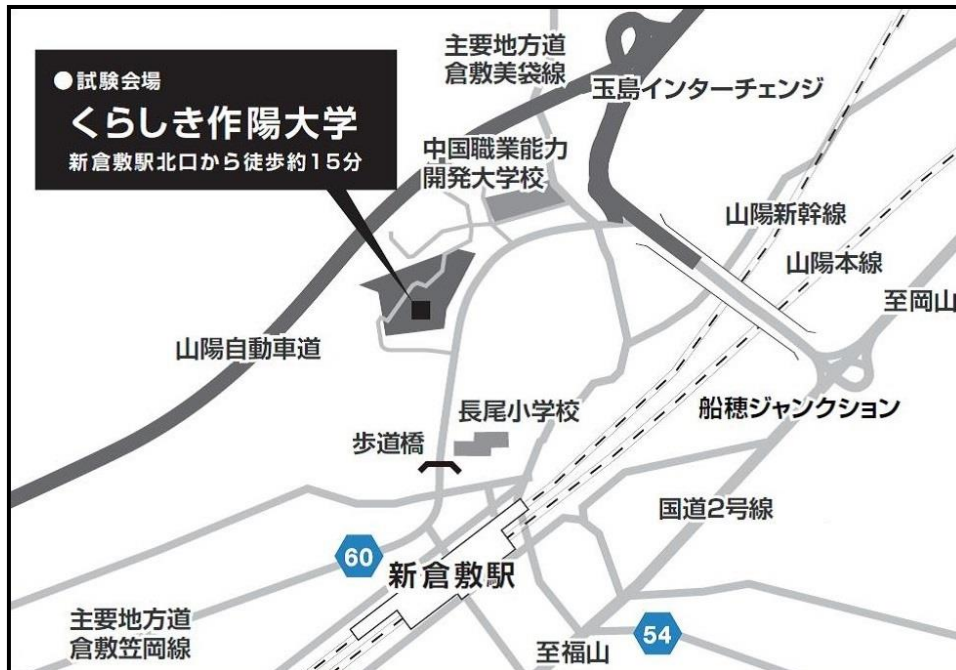 ●試験会場
くらしき作陽大学
新倉敷駅北口から徒歩約15分
主要地方道
倉敷美袋線
玉島インターチェンジ
中国職業能力
開発大学校
山陽新幹線
山陽本線
至岡山
山陽自動車道
船穂ジャンクション
長尾小学校
歩道橋
国道2号線
60
新倉敷駅
主要地方道
倉敷笠岡線
54
至福山